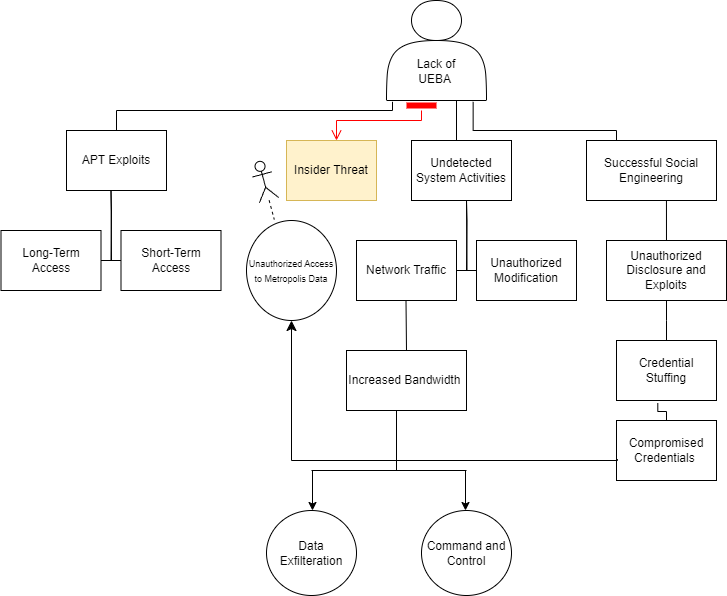 Lack of
UEBA
APT Exploits
Insider Threat
Undetected
System Activities
Successful Social
Engineering
Long-Term
Access
Short-Term
Access
Unauthorized Access
to Metropolis Data
Network Traffic
Unauthorized
Modification
Unauthorized
Disclosure and
Exploits
Increased Bandwidth
Credential
Stuffing
Compromised
Credentials
Data
Exfilteration
Command and
Control